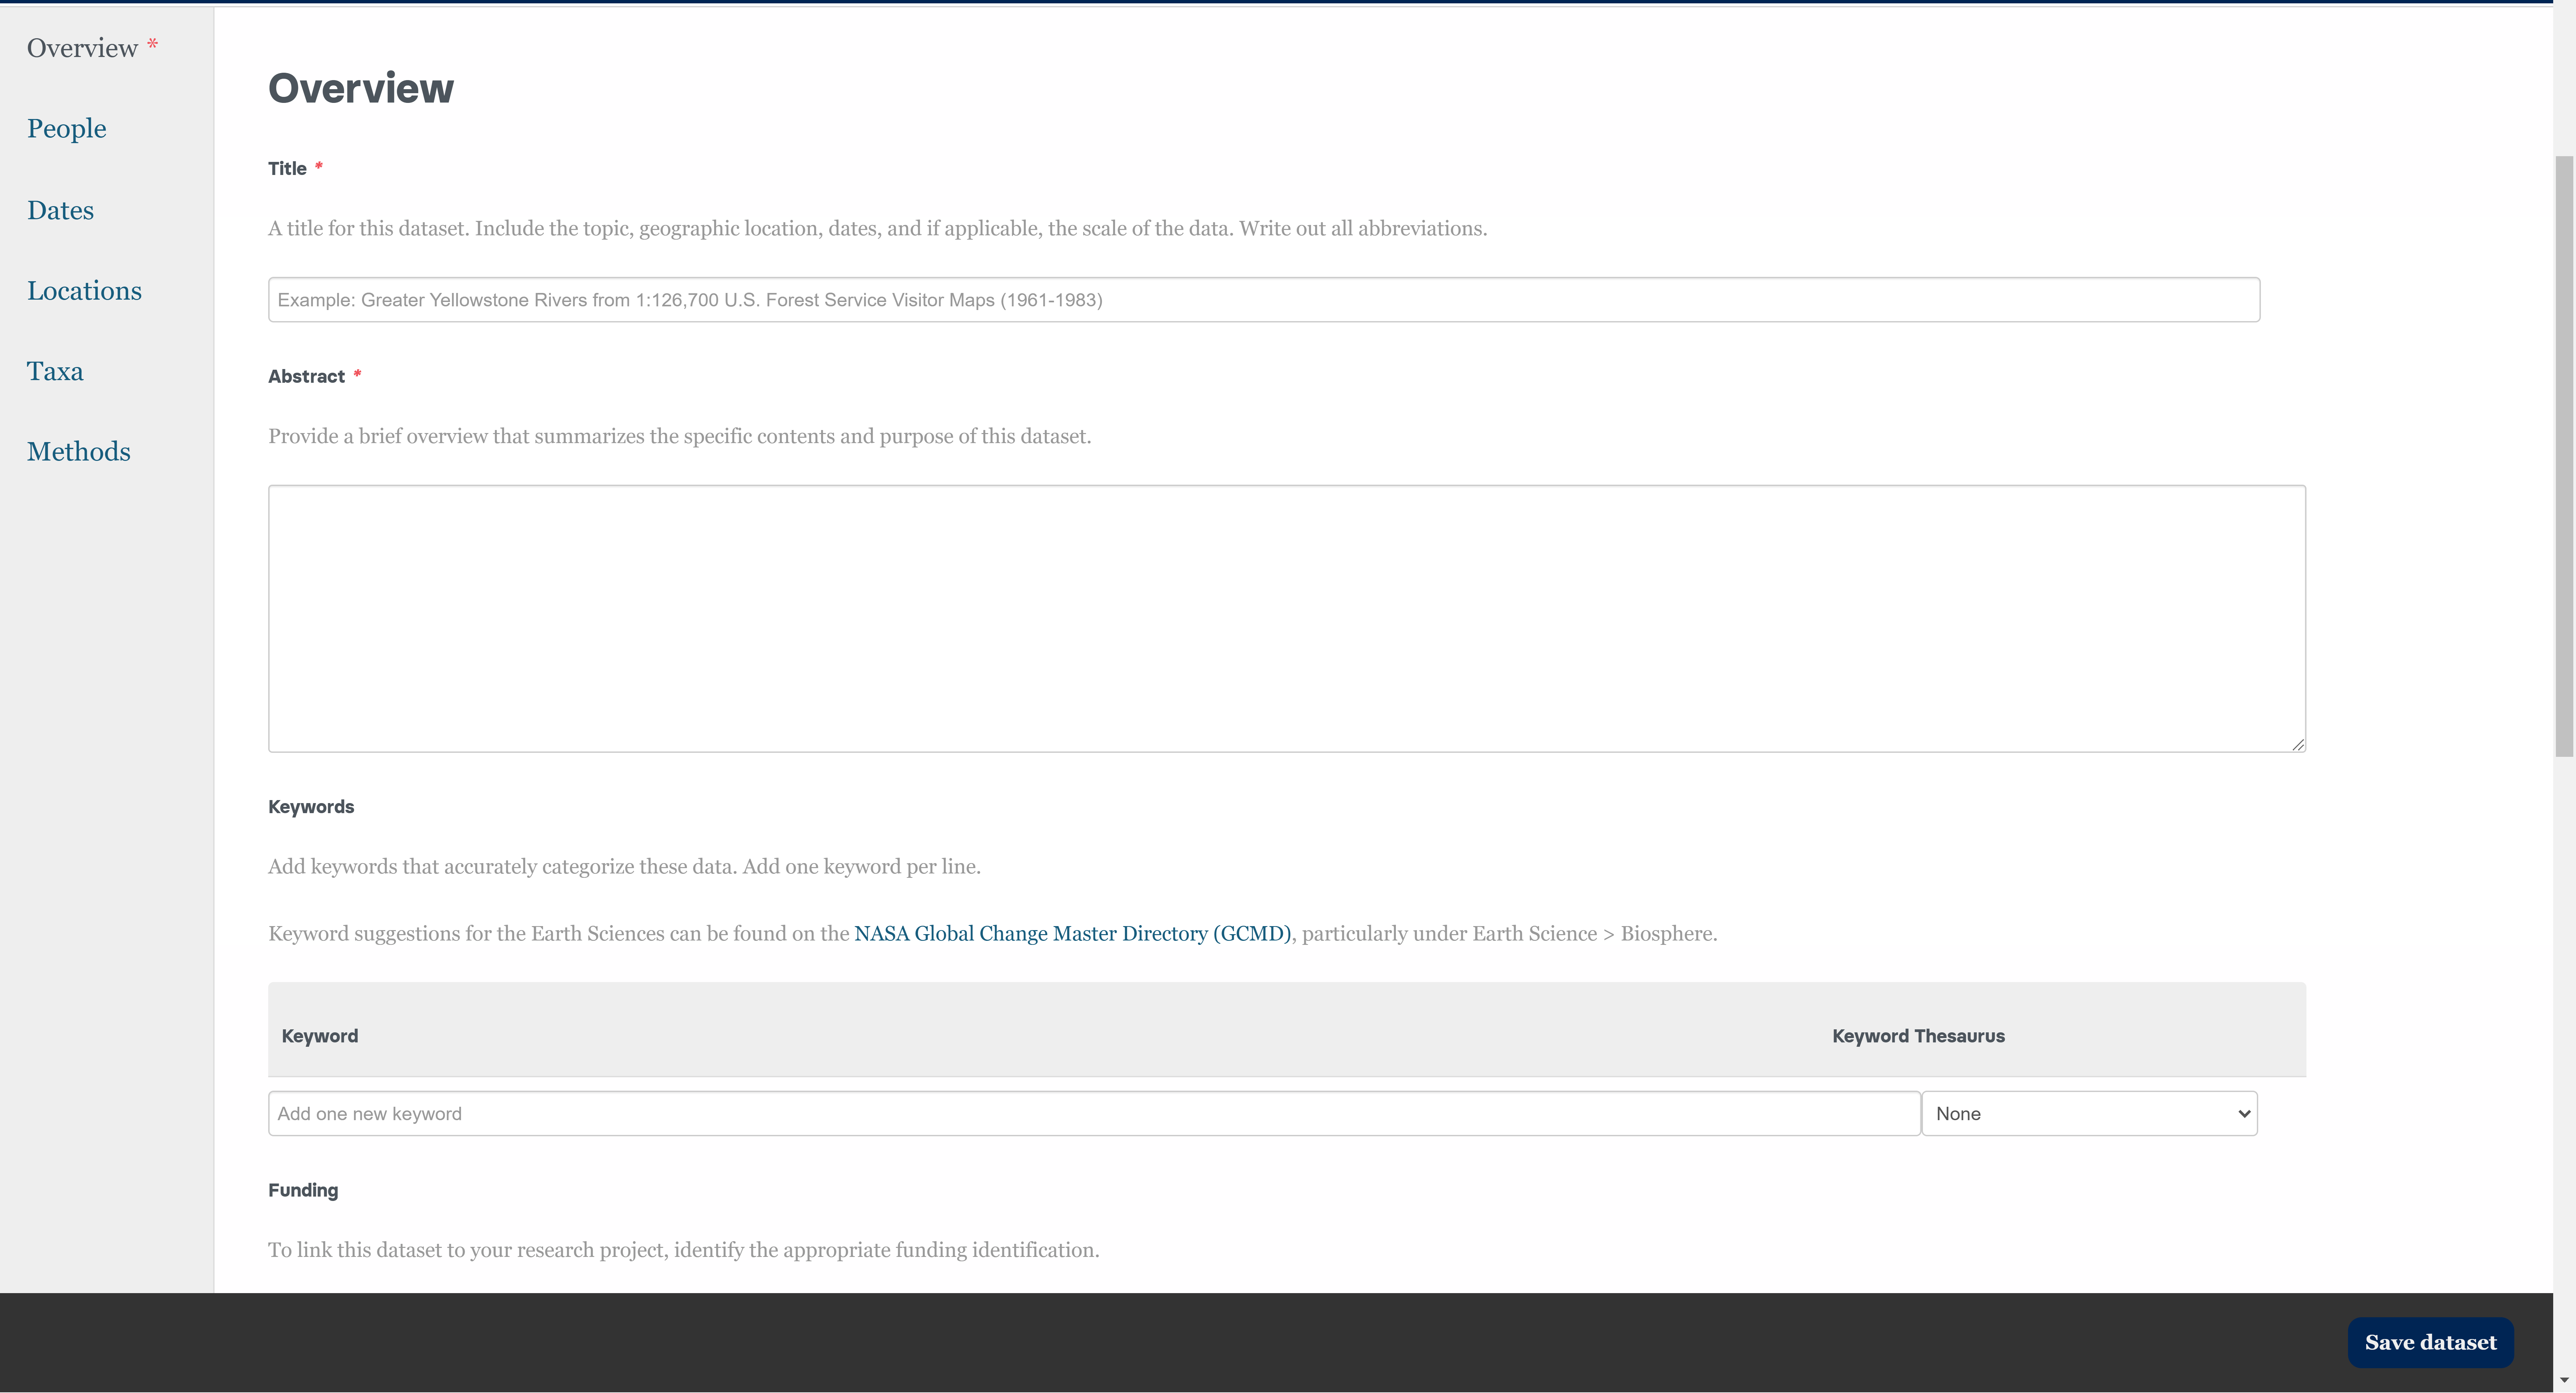 Overview *
People
Dates
Locations
Taxa
Methods
Overview
Title *
A title for this dataset. Include the topic, geographic location, dates, and if applicable, the scale of the data. Write out all abbreviations.
Example: Greater Yellowstone Rivers from 1:126,700 U.S. Forest Service Visitor Maps (1961-1983)
Abstract *
Provide a brief overview that summarizes the specific contents and purpose of this dataset.
Keywords
Add keywords that accurately categorize these data. Add one keyword per line.
Keyword suggestions for the Earth Sciences can be found on the NASA Global Change Master Directory (GCMD), particularly under Earth Science > Biosphere.
Keyword Keyword Thesaurus
Add one new keyword None
Funding
To link this dataset to your research project, identify the appropriate funding identification.
Save dataset